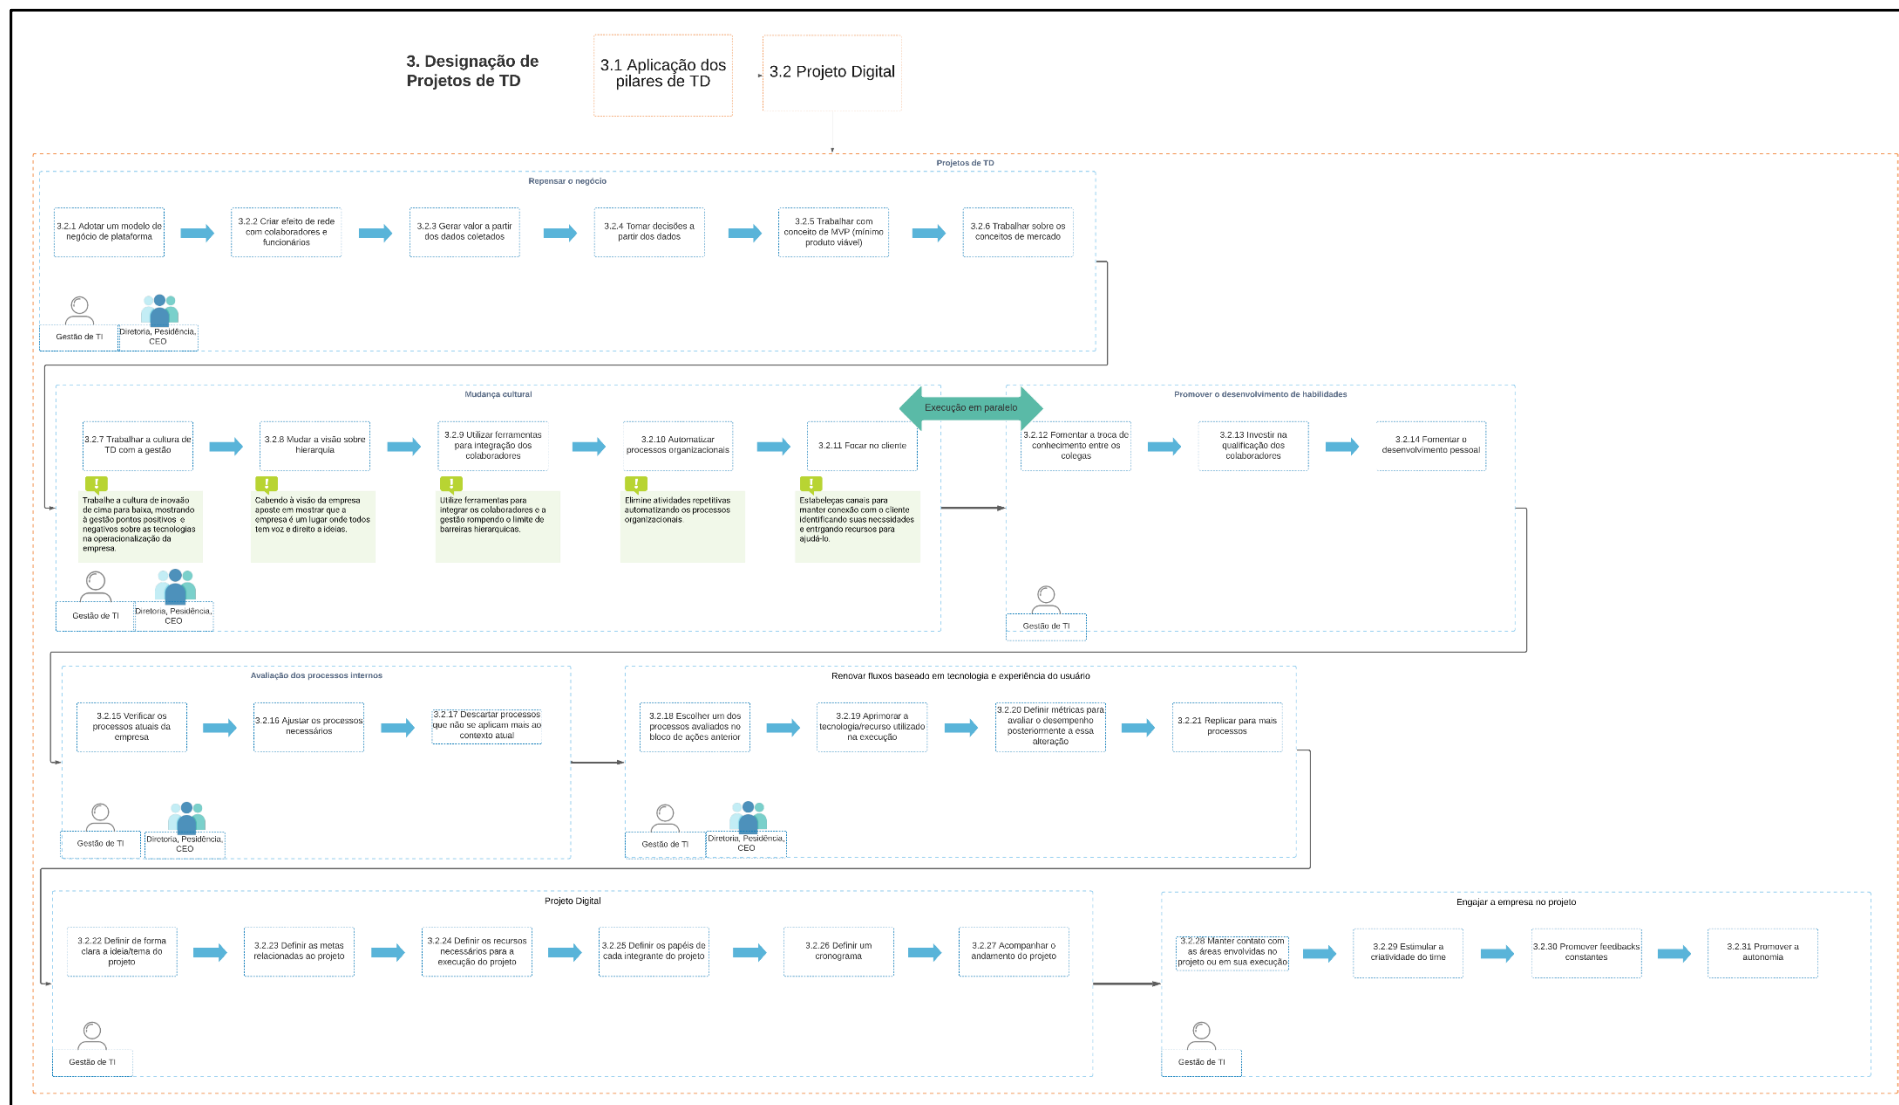 3. Designação de
Projetos de TD
3.1 Aplicação dos
pilares de TD
3.2 Projeto Digital
Projetos de TD
Repensar o negócio
3.2.1 Adotar um modelo de
negócio de plataforma
3.2.2 Criar efeito de rede
com colaboradores e
funcionários
3.2.3 Gerar valor a partir
dos dados coletados
3.2.4 Tomar decisões a
partir dos dados
3.2.5 Trabalhar com
conceito de MVP (mínimo
produto viável)
3.2.6 Trabalhar sobre os
conceitos de mercado
Gestão de TI
Diretoria, Pesidência,
CEO
Mudança cultural
3.2.7 Trabalhar a cultura de
TD com a gestão
3.2.8 Mudar a visão sobre
hierarquia
3.2.9 Utilizar ferramentas
para integração dos
colaboradores
3.2.10 Automatizar
processos organizacionais
3.2.11 Focar no cliente
Trabalhe a cultura de inovaão
de cima para baixa, mostrando
à gestão pontos positivos e
negativos sobre as tecnologias
na operacionalização da
empresa.
Cabendo à visão da empresa
aposte em mostrar que a
empresa é um lugar onde todos
tem voz e direito a ideias.
Utilize ferramentas para
integrar os colaboradores e a
gestão rompendo o limite de
barreiras hierarquicas.
Elimine atividades repetitivas
automatizando os processos
organizacionais
Estabeleças canais para
manter conexão com o cliente
identificando suas necssidades
e entrgando recursos para
ajudá-lo.
Gestão de TI
Diretoria, Pesidência,
CEO
Execução em paralelo
Promover o desenvolvimento de habilidades
3.2.12 Fomentar a troca de
conhecimento entre os
colegas
3.2.13 Investir na
qualificação dos
colaboradores
3.2.14 Fomentar o
desenvolvimento pessoal
Gestão de TI
Avaliação dos processos internos
3.2.15 Verificar os
processos atuais da
empresa
3.2.16 Ajustar os processos
necessários
3.2.17 Descartar processos
que não se aplicam mais ao
contexto atual
Gestão de TI
Diretoria, Pesidência,
CEO
Renovar fluxos baseado em tecnologia e experiência do usuário
3.2.18 Escolher um dos
processos avaliados no
bloco de ações anterior
3.2.19 Aprimorar a
tecnologia/recurso utilizado
na execução
3.2.20 Definir métricas para
avaliar o desempenho
posteriormente a essa
alteração
3.2.21 Replicar para mais
processos
Gestão de TI
Diretoria, Pesidência,
CEO
Projeto Digital
3.2.22 Definir de forma
clara a ideia/tema do
projeto
3.2.23 Definir as metas
relacionadas ao projeto
3.2.24 Definir os recursos
necessários para a
execução do projeto
3.2.25 Definir os papéis de
cada integrante do projeto
3.2.26 Definir um
cronograma
3.2.27 Acompanhar o
andamento do projeto
Gestão de TI
Engajar a empresa no projeto
3.2.28 Manter contato com
as áreas envolvidas no
projeto ou em sua execução
3.2.29 Estimular a
criatividade do time
3.2.30 Promover feedbacks
constantes
3.2.31 Promover a
autonomia
Gestão de TI